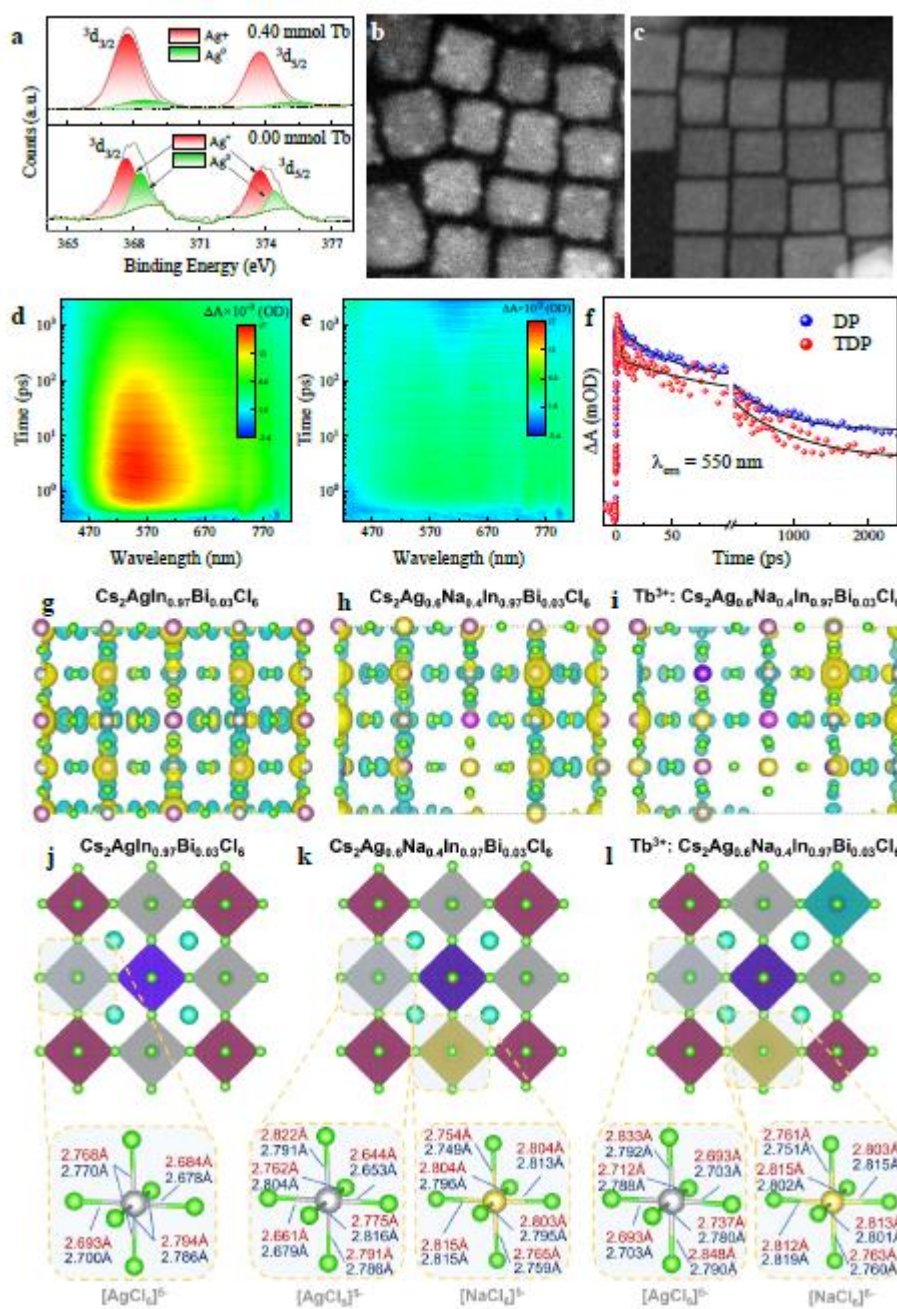 a
0.40 mmol Tb
Ag+
Ag⁰
³d₃/₂
³d₅/₂
0.00 mmol Tb
Ag⁺
Ag⁰
³d₃/₂
³d₅/₂
Counts (a.u.)
365 368 371 374 377
Binding Energy (eV)
b
c
d
ΔA×10⁻³ (OD)
10³
10²
10¹
10⁰
Time (ps)
470 570 670 770
Wavelength (nm)
e
ΔA×10⁻³ (OD)
10³
10²
10¹
10⁰
Time (ps)
470 570 670 770
Wavelength (nm)
f
DP
TDP
λem = 550 nm
ΔA (mOD)
50 1000 2000
Time (ps)
g
Cs₂AgIn₀.₉₇Bi₀.₀₃Cl₆
h
Cs₂Ag₀.₆Na₀.₄In₀.₉₇Bi₀.₀₃Cl₆
i
Tb³⁺: Cs₂Ag₀.₆Na₀.₄In₀.₉₇Bi₀.₀₃Cl₆
j
Cs₂AgIn₀.₉₇Bi₀.₀₃Cl₆
k
Cs₂Ag₀.₆Na₀.₄In₀.₉₇Bi₀.₀₃Cl₆
l
Tb³⁺: Cs₂Ag₀.₆Na₀.₄In₀.₉₇Bi₀.₀₃Cl₆
2.768Å
2.770Å
2.684Å
2.678Å
2.693Å
2.700Å
2.794Å
2.786Å
[AgCl₆]⁵⁻
2.822Å
2.791Å
2.644Å
2.653Å
2.762Å
2.804Å
2.661Å
2.679Å
2.775Å
2.816Å
2.791Å
2.786Å
[AgCl₆]⁵⁻
2.754Å
2.749Å
2.804Å
2.813Å
2.804Å
2.795Å
2.815Å
2.815Å
2.803Å
2.795Å
2.765Å
2.759Å
[NaCl₆]⁵⁻
2.833Å
2.792Å
2.693Å
2.703Å
2.712Å
2.788Å
2.693Å
2.703Å
2.737Å
2.780Å
2.848Å
2.790Å
[AgCl₆]⁵⁻
2.761Å
2.751Å
2.803Å
2.815Å
2.815Å
2.802Å
2.812Å
2.819Å
2.813Å
2.801Å
2.763Å
2.760Å
[NaCl₆]⁵⁻